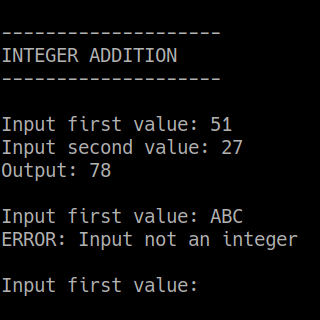 --------------------
INTEGER ADDITION
--------------------
Input first value: 51
Input second value: 27
Output: 78
Input first value: ABC
ERROR: Input not an integer
Input first value: